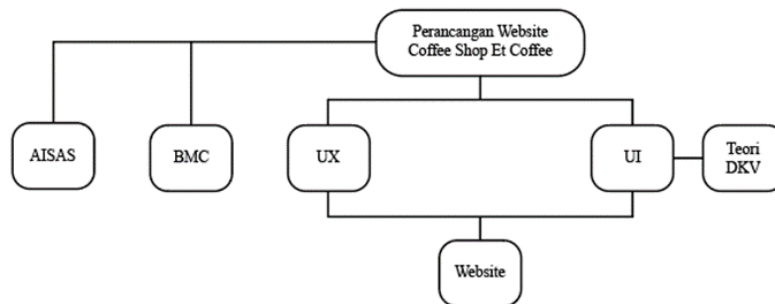 Perancangan Website
Coffee Shop Et Coffee
AISAS
BMC
UX
UI
Teori
DKV
Website